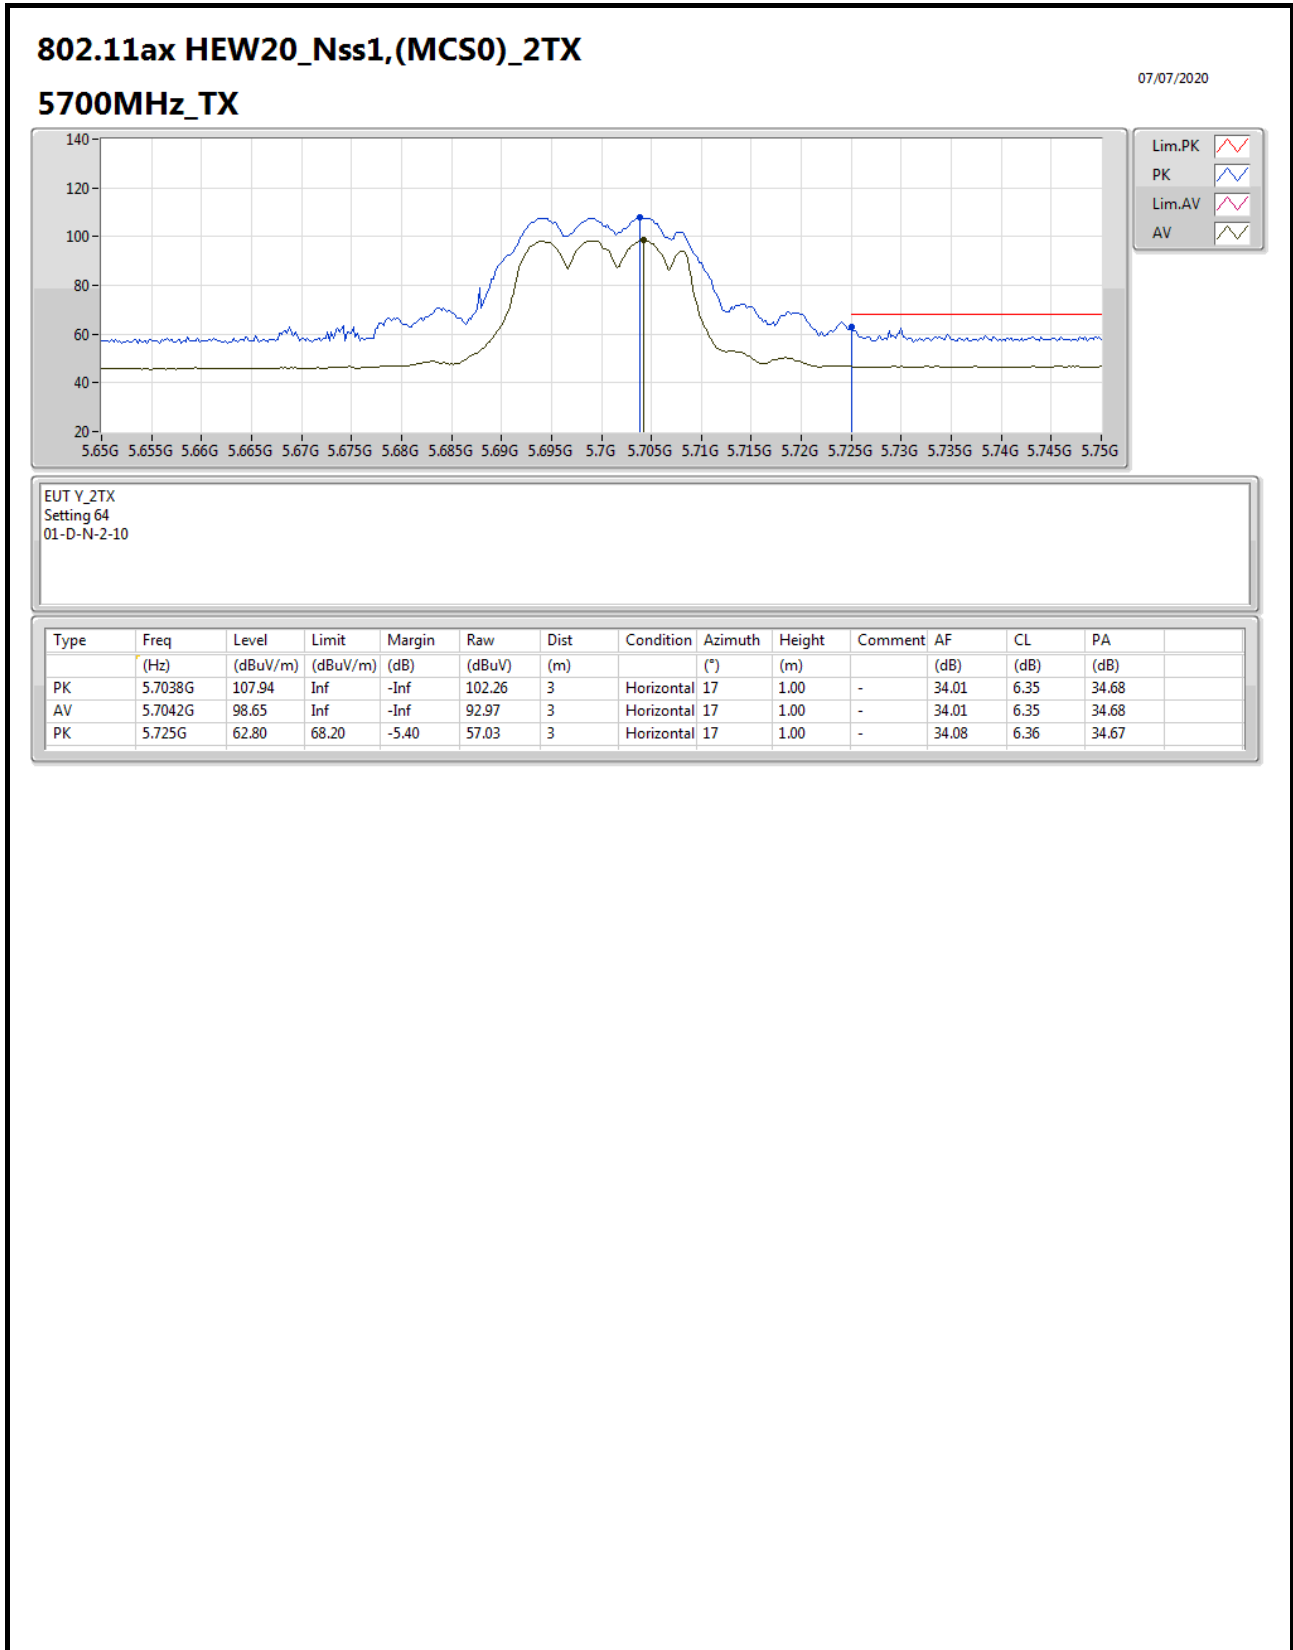 802.11ax HEW20_Nss1,(MCS0)_2TX
07/07/2020
5700MHz_TX
140
120
100
80
60
40
20
5.65G 5.655G 5.66G 5.665G 5.67G 5.675G 5.68G 5.685G 5.69G 5.695G 5.7G 5.705G 5.71G 5.715G 5.72G 5.725G 5.73G 5.735G 5.74G 5.745G 5.75G
Lim.PK
PK
Lim.AV
AV
EUT Y_2TX
Setting 64
01-D-N-2-10
Type Freq Level Limit Margin Raw Dist Condition Azimuth Height Comment AF CL PA
(Hz) (dBuV/m) (dBuV/m) (dB) (dBuV) (m) (°) (m) (dB) (dB) (dB)
PK 5.7038G 107.94 Inf -Inf 102.26 3 Horizontal 17 1.00 - 34.01 6.35 34.68
AV 5.7042G 98.65 Inf -Inf 92.97 3 Horizontal 17 1.00 - 34.01 6.35 34.68
PK 5.725G 62.80 68.20 -5.40 57.03 3 Horizontal 17 1.00 - 34.08 6.36 34.67